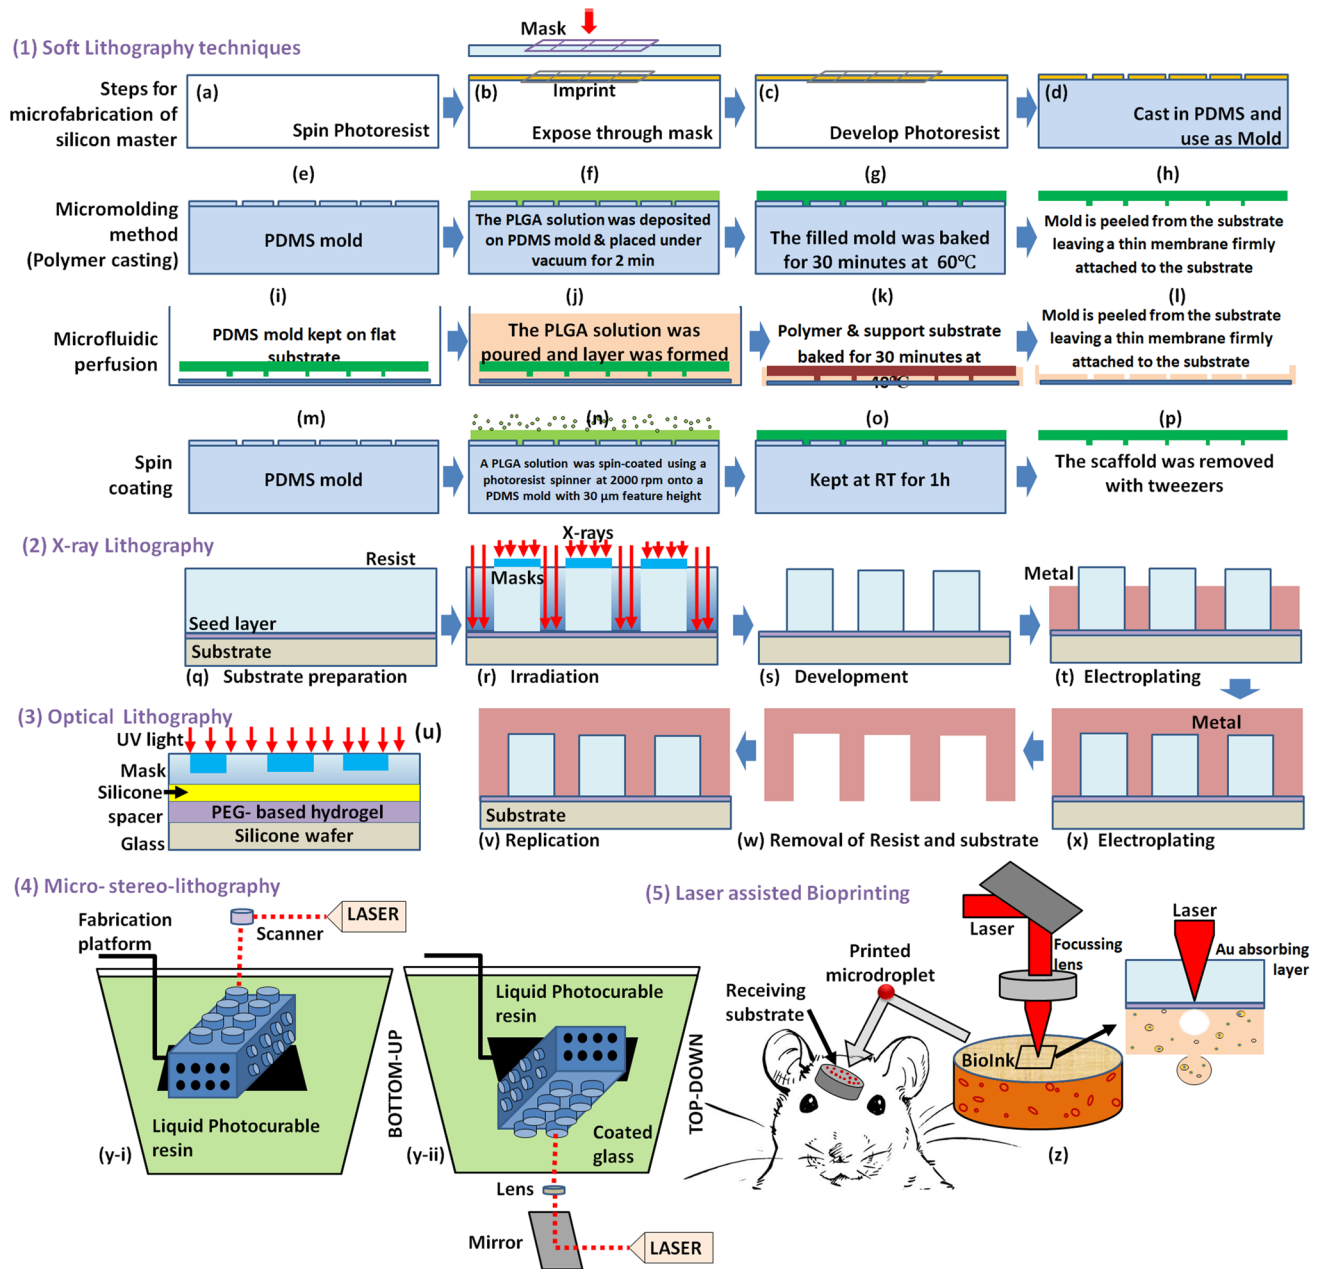 (1) Soft Lithography techniques
Mask
Steps for
microfabrication of
silicon master
(a)
Spin Photoresist
(b)
Imprint
Expose through mask
(c)
Develop Photoresist
(d)
Cast in PDMS and
use as Mold
Micromolding
method
(Polymer casting)
(e)
PDMS mold
(f)
The PLGA solution was deposited
on PDMS mold & placed under
vacuum for 2 min
(g)
The filled mold was baked
for 30 minutes at 60℃
(h)
Mold is peeled from the substrate
leaving a thin membrane firmly
attached to the substrate
Microfluidic
perfusion
(i)
PDMS mold kept on flat
substrate
(j)
The PLGA solution was
poured and layer was formed
(k)
Polymer & support substrate
baked for 30 minutes at
(l)
Mold is peeled from the substrate
leaving a thin membrane firmly
attached to the substrate
Spin
coating
(m)
PDMS mold
(n)
A PLGA solution was spin-coated using a
photoresist spinner at 2000 rpm onto a
PDMS mold with 30 µm feature height
(o)
Kept at RT for 1h
(p)
The scaffold was removed
with tweezers
(2) X-ray Lithography
Resist
Seed layer
Substrate
(q) Substrate preparation
X-rays
Masks
(r) Irradiation
(s) Development
Metal
(t) Electroplating
(3) Optical Lithography
UV light
(u)
Mask
Silicone
spacer
PEG- based hydrogel
Silicone wafer
Glass
Substrate
(v) Replication
(w) Removal of Resist and substrate
Metal
(x) Electroplating
(4) Micro- stereo-lithography
Fabrication
platform
LASER
Scanner
Liquid Photocurable
resin
(y-i)
BOTTOM-UP
Liquid Photocurable
resin
Coated
glass
(y-ii)
TOP-DOWN
Lens
Mirror
LASER
(5) Laser assisted Bioprinting
Laser
Focussing
lens
Printed
microdroplet
Receiving
substrate
BioInk
Laser
Au absorbing
layer
(z)